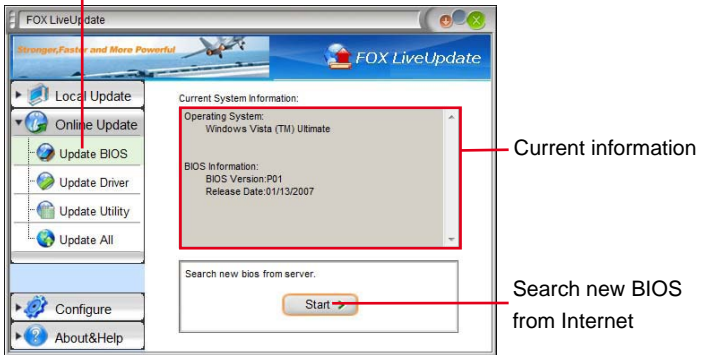 FOX LiveUpdate
Stronger,Faster and More Powerful
FOX LiveUpdate
Local Update
Online Update
Update BIOS
Update Driver
Update Utility
Update All
Configure
About&Help
Current System Information:
Operating System:
Windows Vista (TM) Ultimate
BIOS Information:
BIOS Version:P01
Release Date:01/13/2007
Search new bios from server.
Start
Current information
Search new BIOS
from Internet